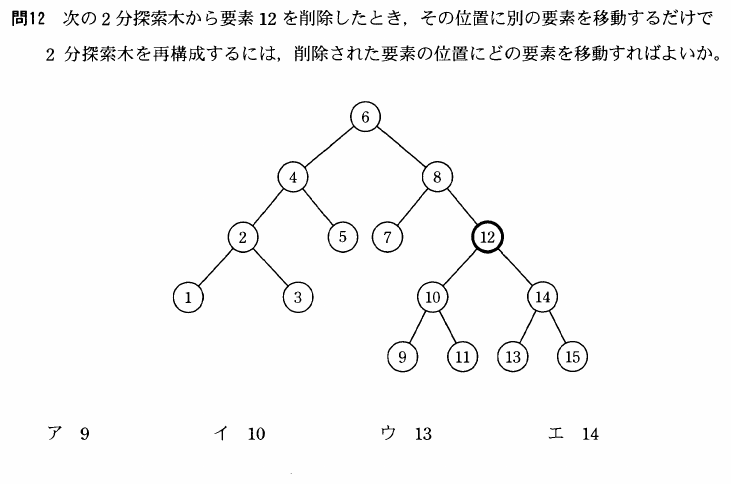 問12 次の2分探索木から要素12を削除したとき，その位置に別の要素を移動するだけで
2分探索木を再構成するには，削除された要素の位置にどの要素を移動すればよいか。
6
4 8
2 5 7 12
1 3 10 14
9 11 13 15
ア 9 イ 10 ウ 13 エ 14